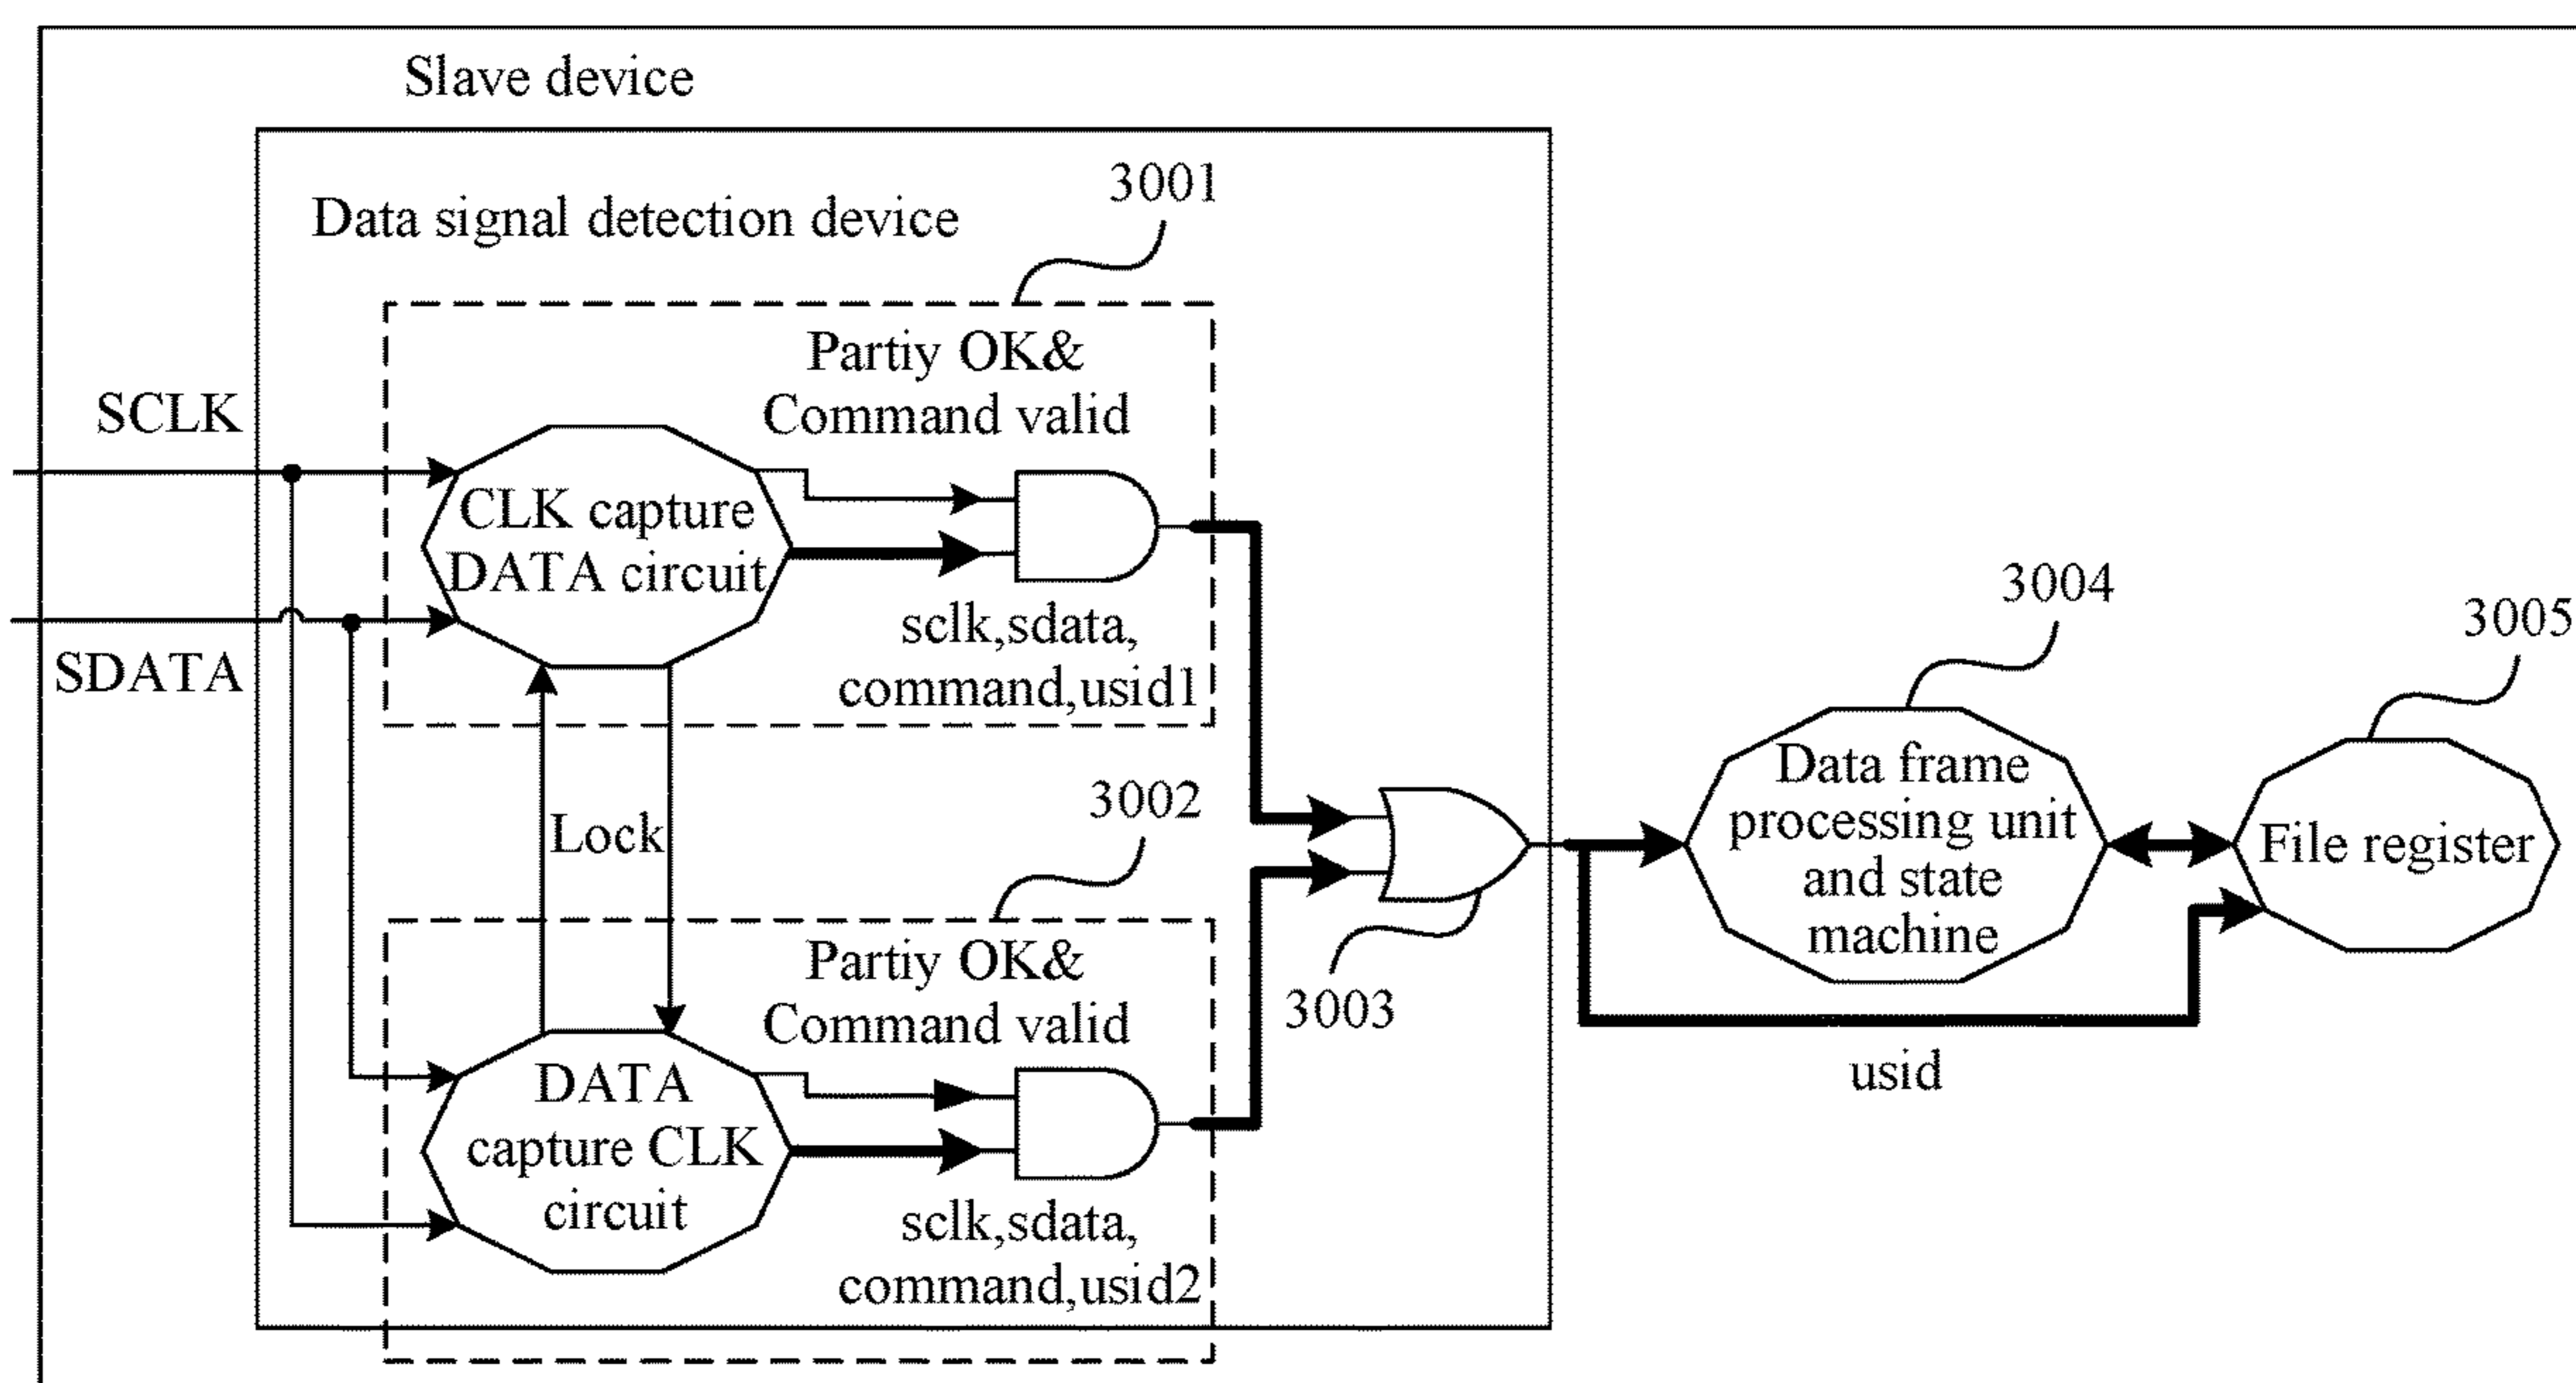 Slave device
Data signal detection device
3001
Partiy OK&
Command valid
SCLK
CLK capture
DATA circuit
sclk,sdata,
command,usid1
SDATA
Lock
3002
Partiy OK&
Command valid
DATA
capture CLK
circuit
sclk,sdata,
command,usid2
3003
3004
Data frame
processing unit
and state
machine
3005
File register
usid